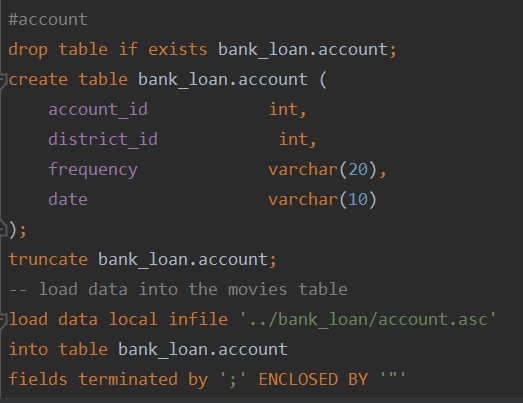 #account
drop table if exists bank_loan.account;
create table bank_loan.account (
    account_id            int,
    district_id            int,
    frequency             varchar(20),
    date                  varchar(10)
);
truncate bank_loan.account;
-- load data into the movies table
load data local infile '../bank_loan/account.asc'
into table bank_loan.account
fields terminated by ';' ENCLOSED BY '"'